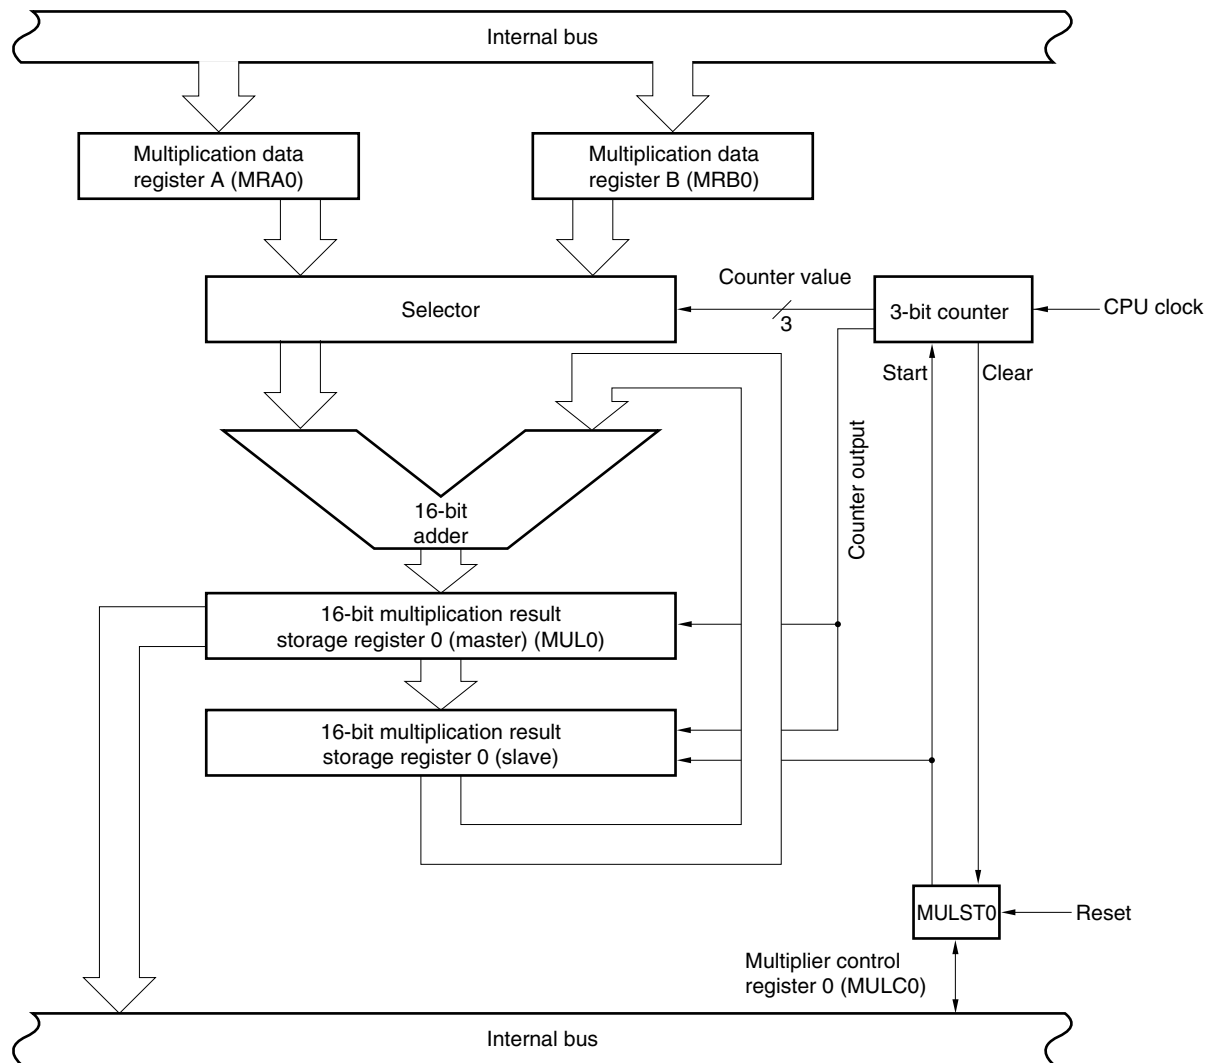 Internal bus
Multiplication data
register A (MRA0)
Multiplication data
register B (MRB0)
Counter value
3
Selector
3-bit counter
CPU clock
Start
Clear
Counter output
16-bit
adder
16-bit multiplication result
storage register 0 (master) (MUL0)
16-bit multiplication result
storage register 0 (slave)
MULST0
Reset
Multiplier control
register 0 (MULC0)
Internal bus